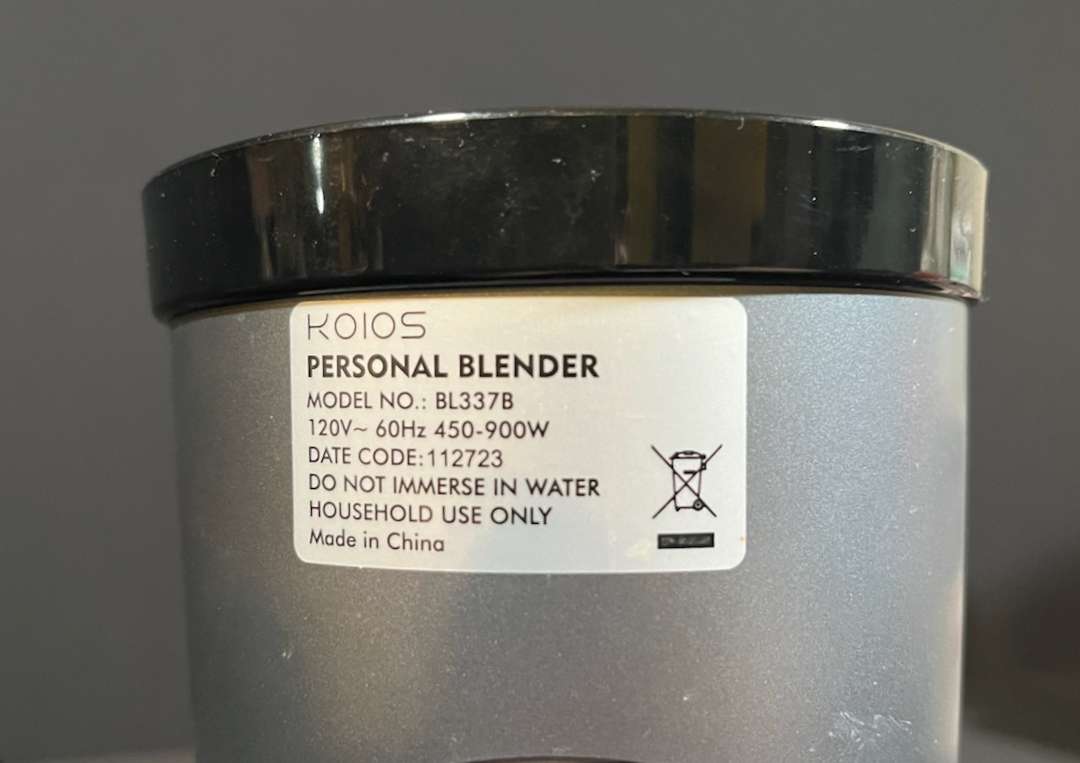 KOIOS
PERSONAL BLENDER
MODEL NO.: BL337B
120V~ 60Hz 450-900W
DATE CODE:112723
DO NOT IMMERSE IN WATER
HOUSEHOLD USE ONLY
Made in China